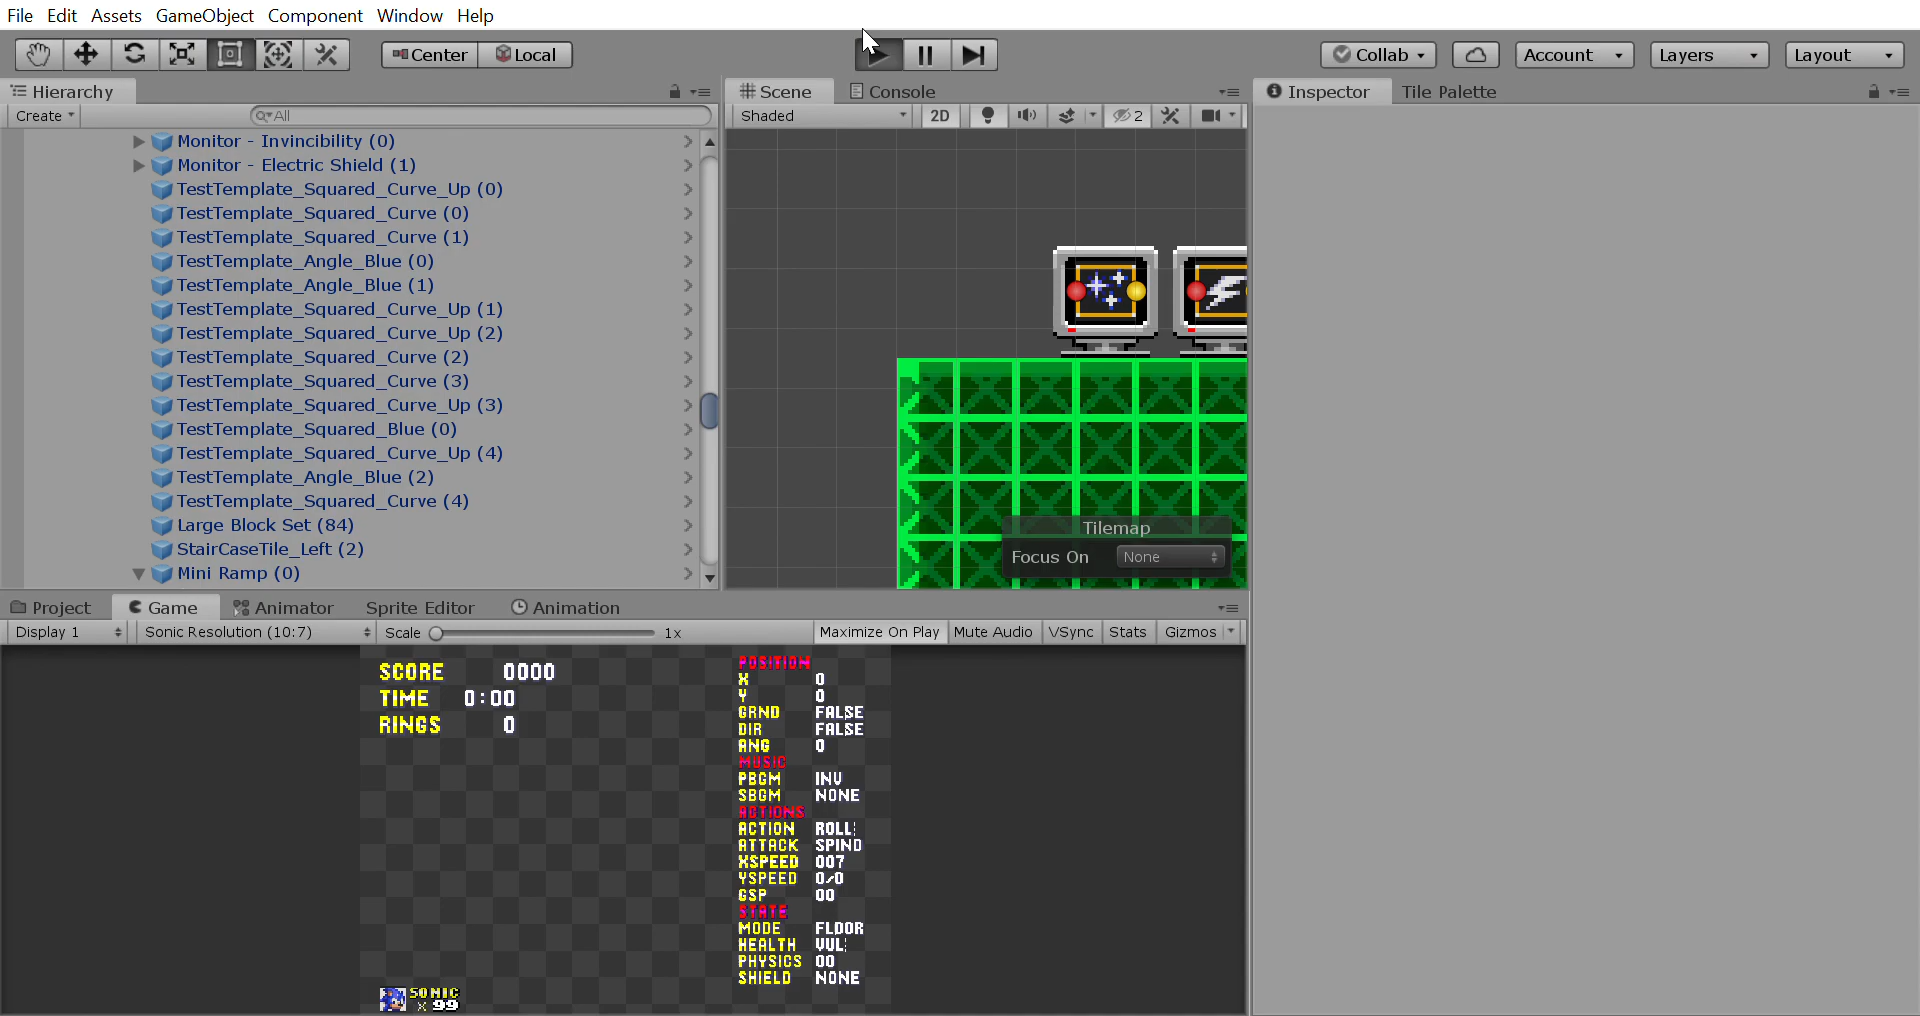 File Edit Assets GameObject Component Window Help
Center Local Collab Account Layers Layout
Hierarchy
Create All
Monitor - Invincibility (0)
Monitor - Electric Shield (1)
TestTemplate_Squared_Curve_Up (0)
TestTemplate_Squared_Curve (0)
TestTemplate_Squared_Curve (1)
TestTemplate_Angle_Blue (0)
TestTemplate_Angle_Blue (1)
TestTemplate_Squared_Curve_Up (1)
TestTemplate_Squared_Curve_Up (2)
TestTemplate_Squared_Curve (2)
TestTemplate_Squared_Curve (3)
TestTemplate_Squared_Curve_Up (3)
TestTemplate_Squared_Blue (0)
TestTemplate_Squared_Curve_Up (4)
TestTemplate_Angle_Blue (2)
TestTemplate_Squared_Curve (4)
Large Block Set (84)
StairCaseTile_Left (2)
Mini Ramp (0)
Scene Console
Shaded 2D 2
Tilemap
Focus On None
Inspector Tile Palette
Project Game Animator Sprite Editor Animation
Display 1 Sonic Resolution (10:7) Scale 1x Maximize On Play Mute Audio VSync Stats Gizmos
SCORE 0000
TIME 0:00
RINGS 0
POSITION
X 0
Y 0
GRND FALSE
DIR FALSE
ANG 0
MUSIC
PBGM INV
SBGM NONE
ACTIONS
ACTION ROLL
ATTACK SPIND
XSPEED 007
YSPEED 0/0
GSP 00
STATE
MODE FLOOR
HEALTH VUL
PHYSICS 00
SHIELD NONE
SONIC
X 99